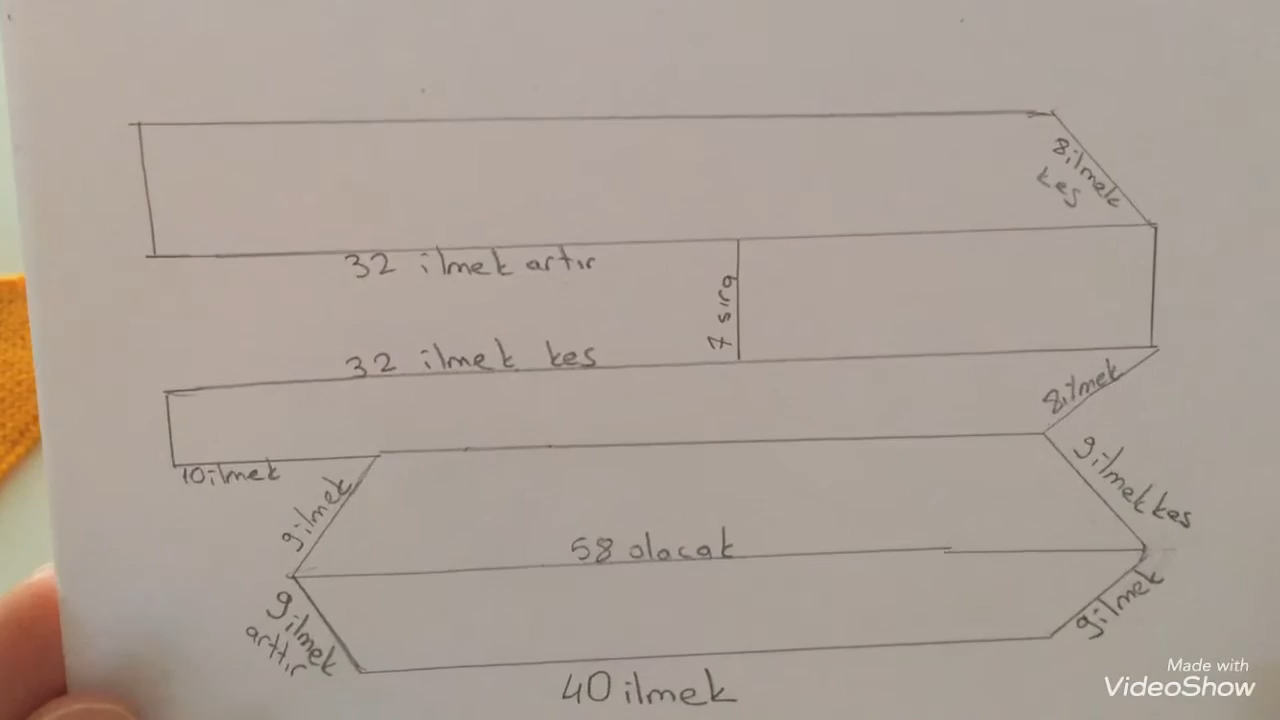 8 ilmek
kes
32 ilmek artır
7 sıra
32 ilmek kes
8 ilmek
10 ilmek
9 ilmek
9 ilmek kes
58 olacak
9 ilmek
arttır
9 ilmek
40 ilmek
Made with
VideoShow